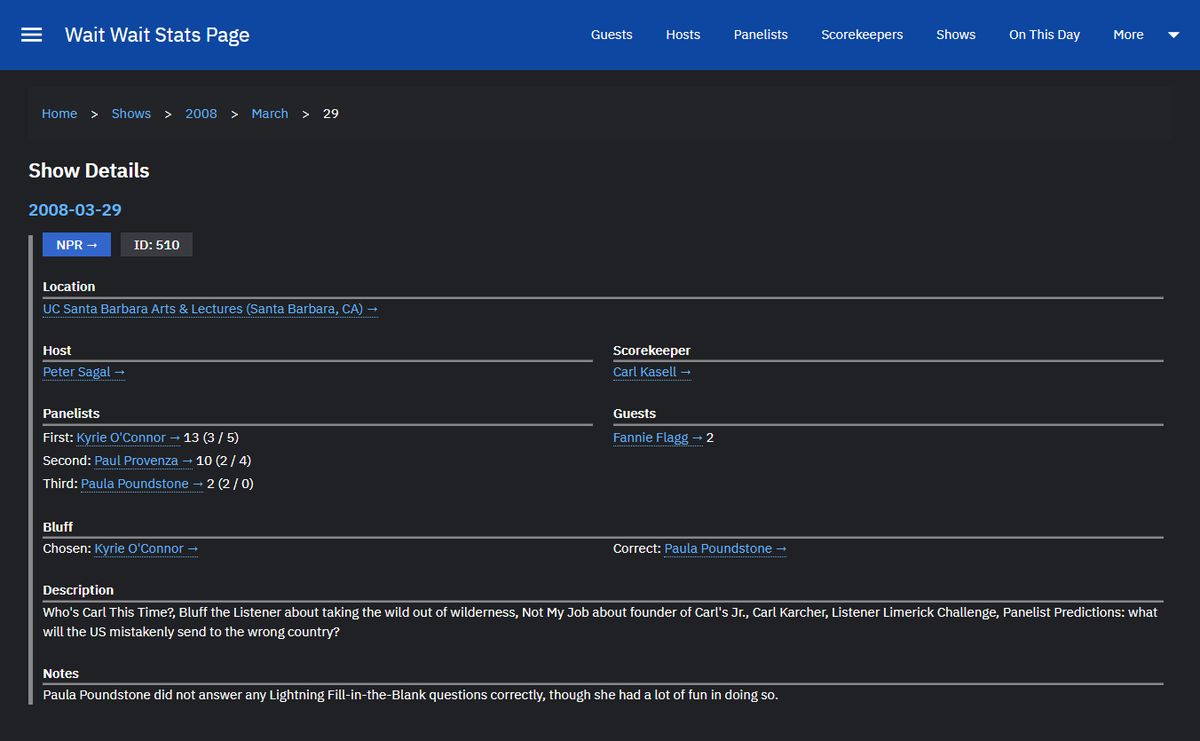 Wait Wait Stats Page
Guests Hosts Panelists Scorekeepers Shows On This Day More
Home > Shows > 2008 > March > 29
Show Details
2008-03-29
NPR → ID: 510
Location
UC Santa Barbara Arts & Lectures (Santa Barbara, CA) →
Host
Peter Sagal →
Scorekeeper
Carl Kasell →
Panelists
First: Kyrie O'Connor → 13 (3 / 5)
Second: Paul Provenza → 10 (2 / 4)
Third: Paula Poundstone → 2 (2 / 0)
Guests
Fannie Flagg → 2
Bluff
Chosen: Kyrie O'Connor →
Correct: Paula Poundstone →
Description
Who's Carl This Time?, Bluff the Listener about taking the wild out of wilderness, Not My Job about founder of Carl's Jr., Carl Karcher, Listener Limerick Challenge, Panelist Predictions: what
will the US mistakenly send to the wrong country?
Notes
Paula Poundstone did not answer any Lightning Fill-in-the-Blank questions correctly, though she had a lot of fun in doing so.